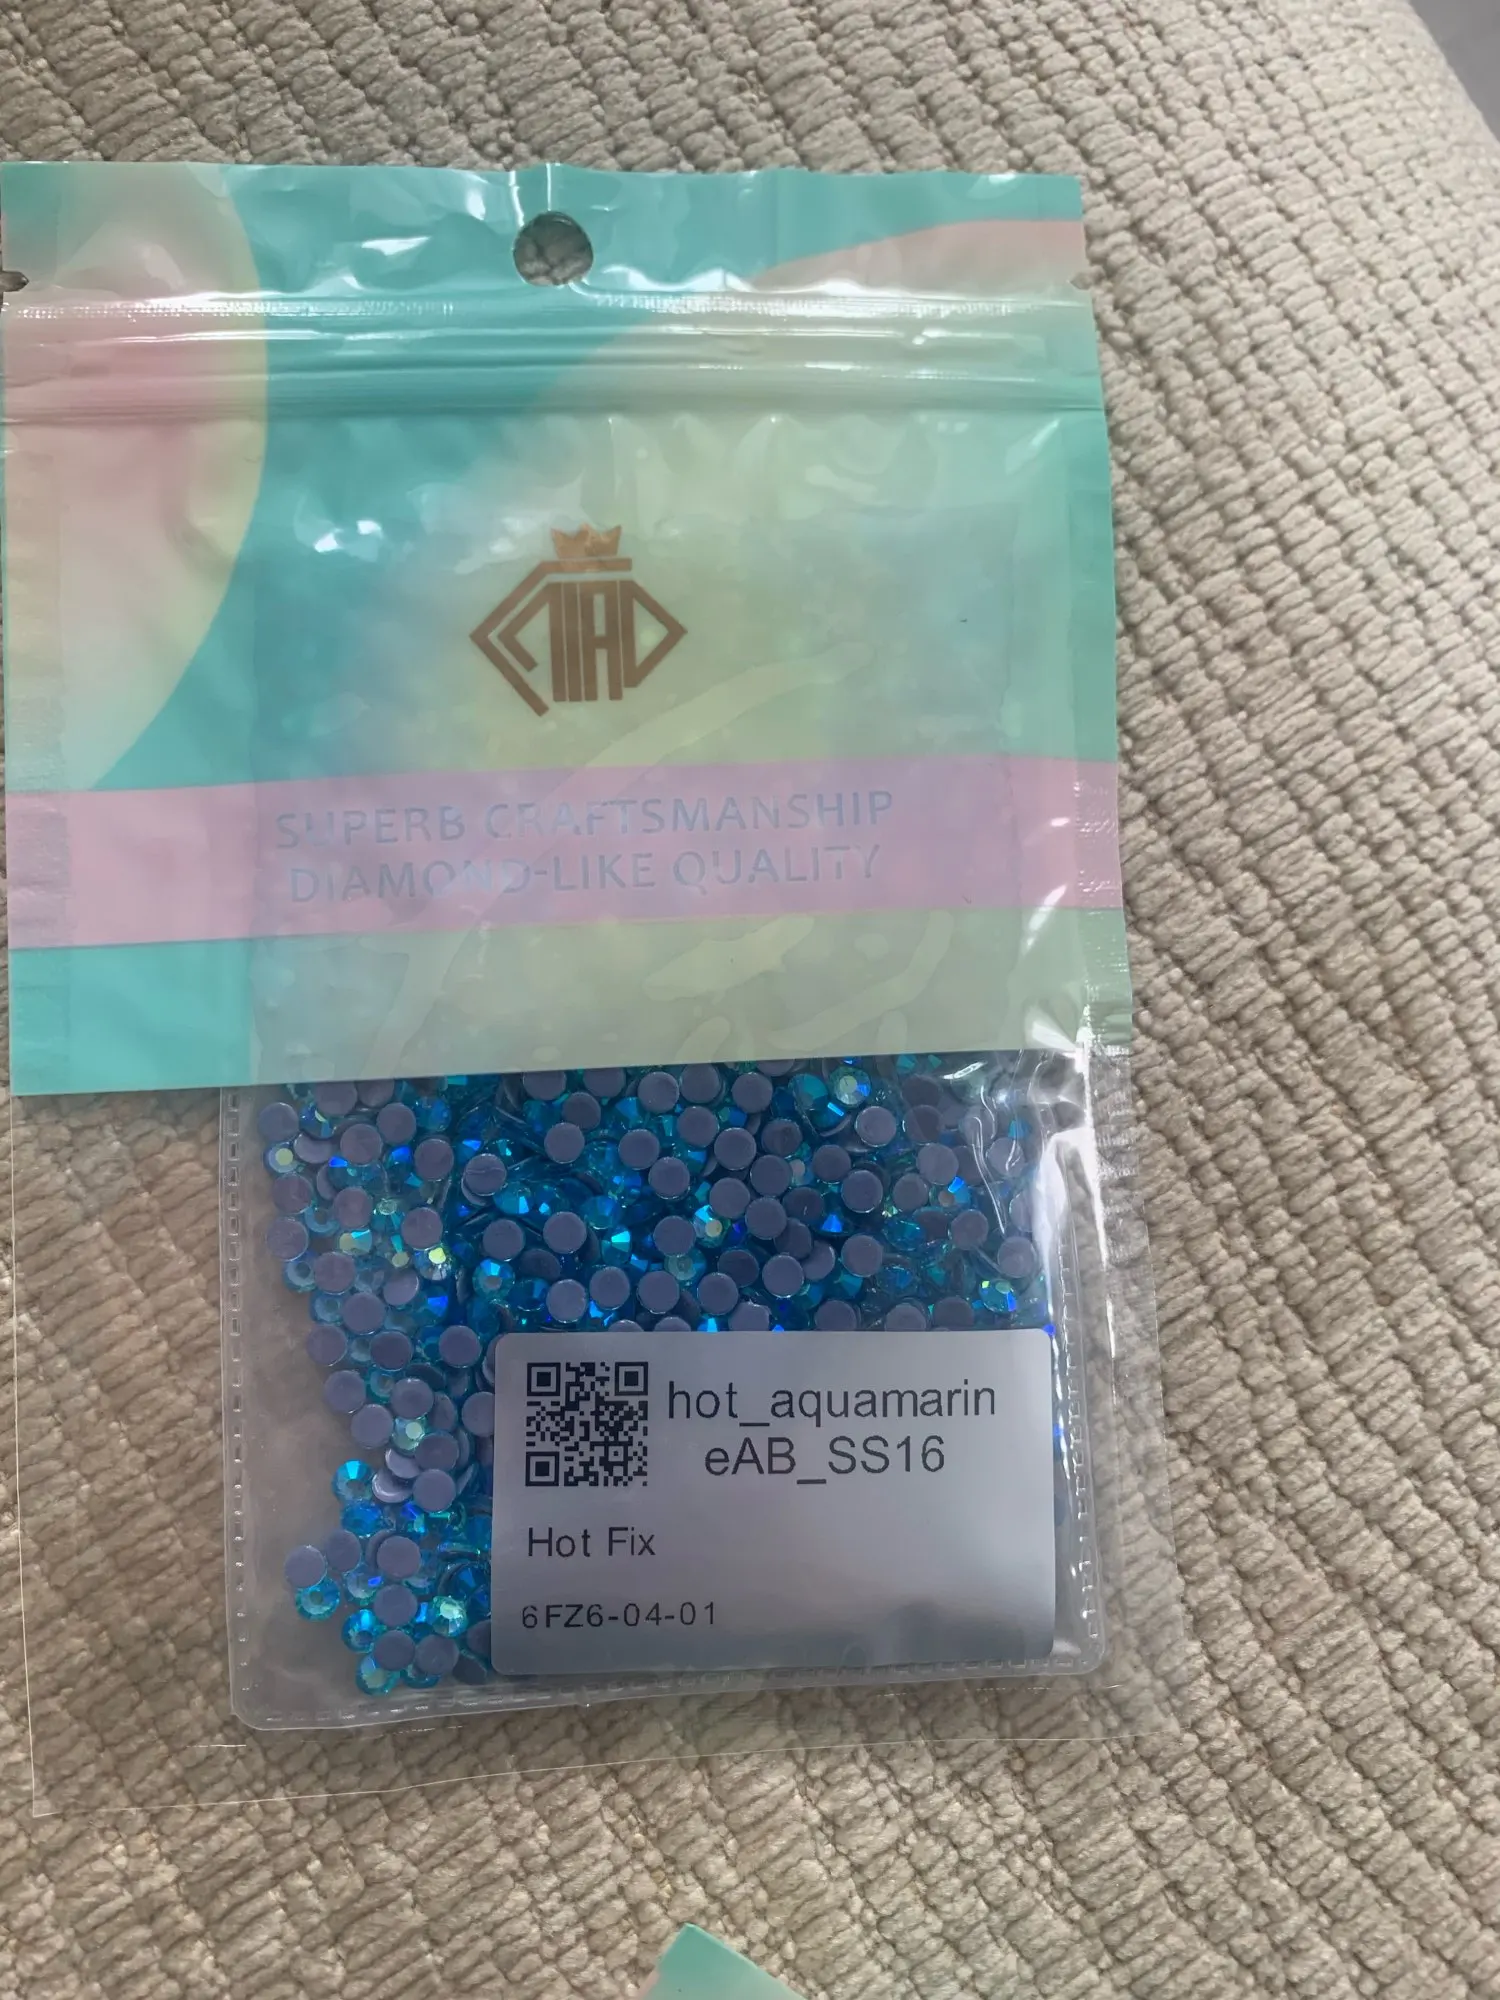 SUPERB CRAFTSMANSHIP
DIAMOND-LIKE QUALITY
hot_aquamarin
eAB_SS16
Hot Fix
6FZ6-04-01